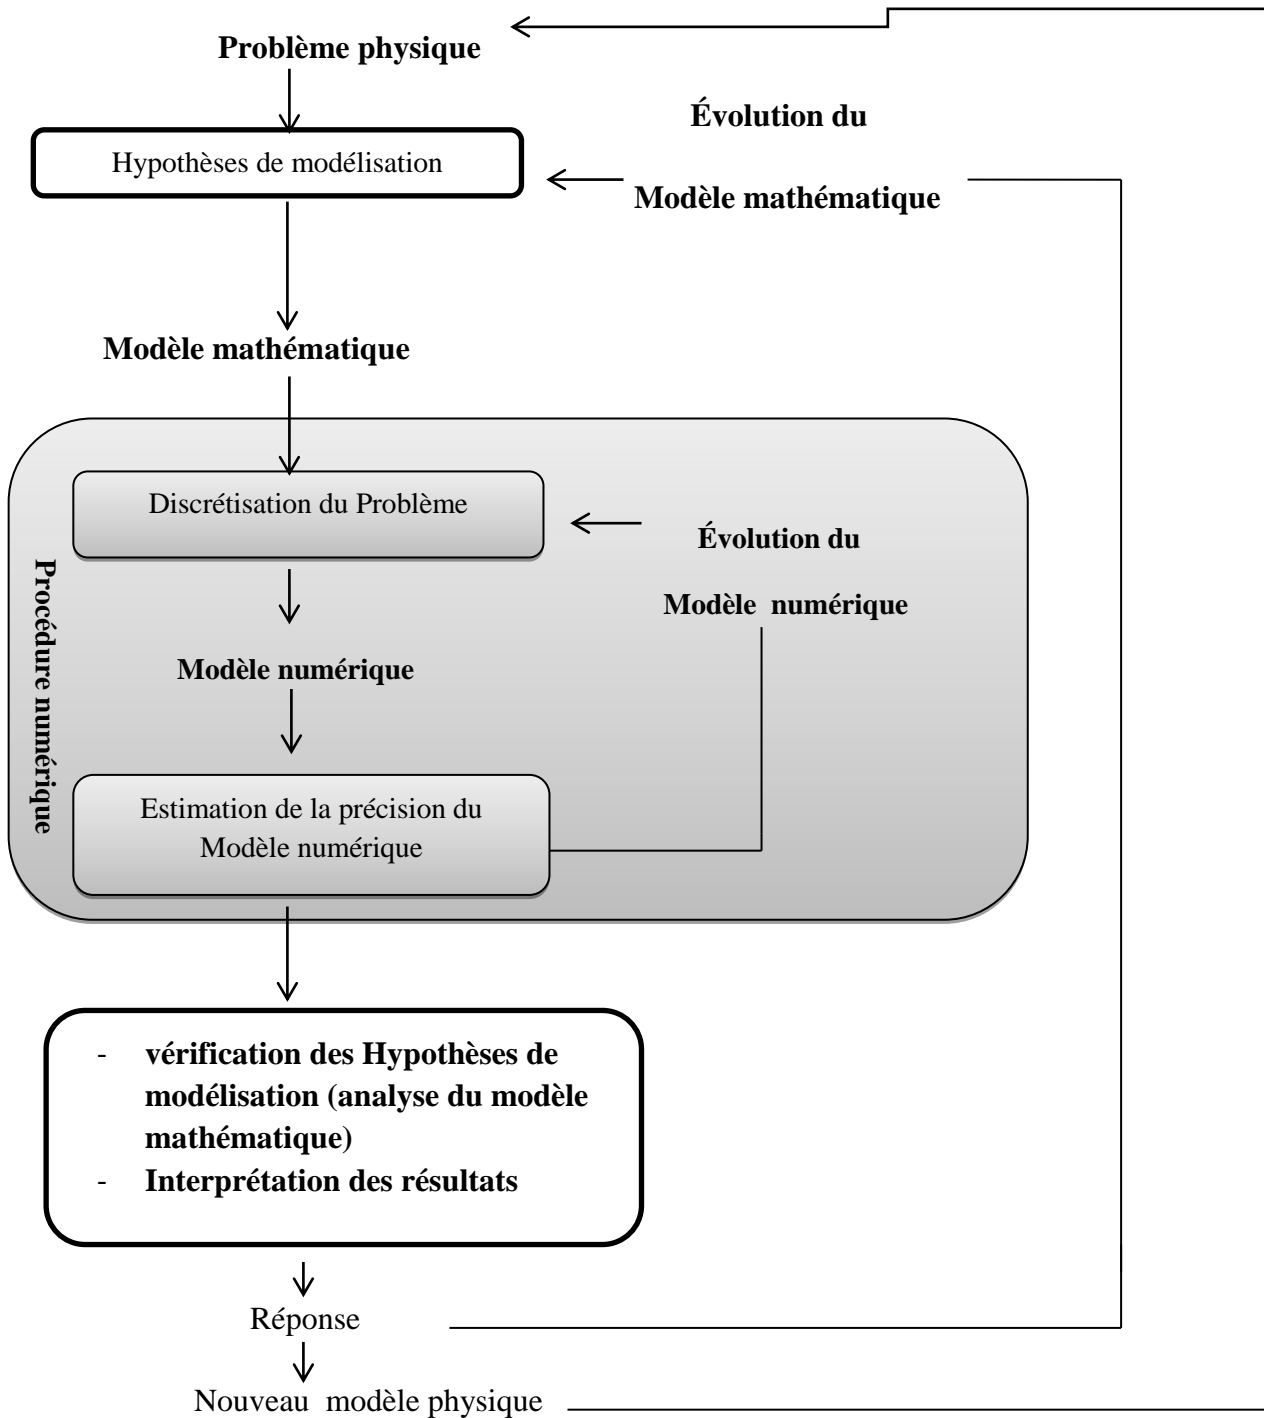 Problème physique
Évolution du
Hypothèses de modélisation
Modèle mathématique
Modèle mathématique
Discrétisation du Problème
Évolution du
Modèle numérique
Procédure numérique
Modèle numérique
Estimation de la précision du
Modèle numérique
- vérification des Hypothèses de
modélisation (analyse du modèle
mathématique)
- Interprétation des résultats
Réponse
Nouveau modèle physique